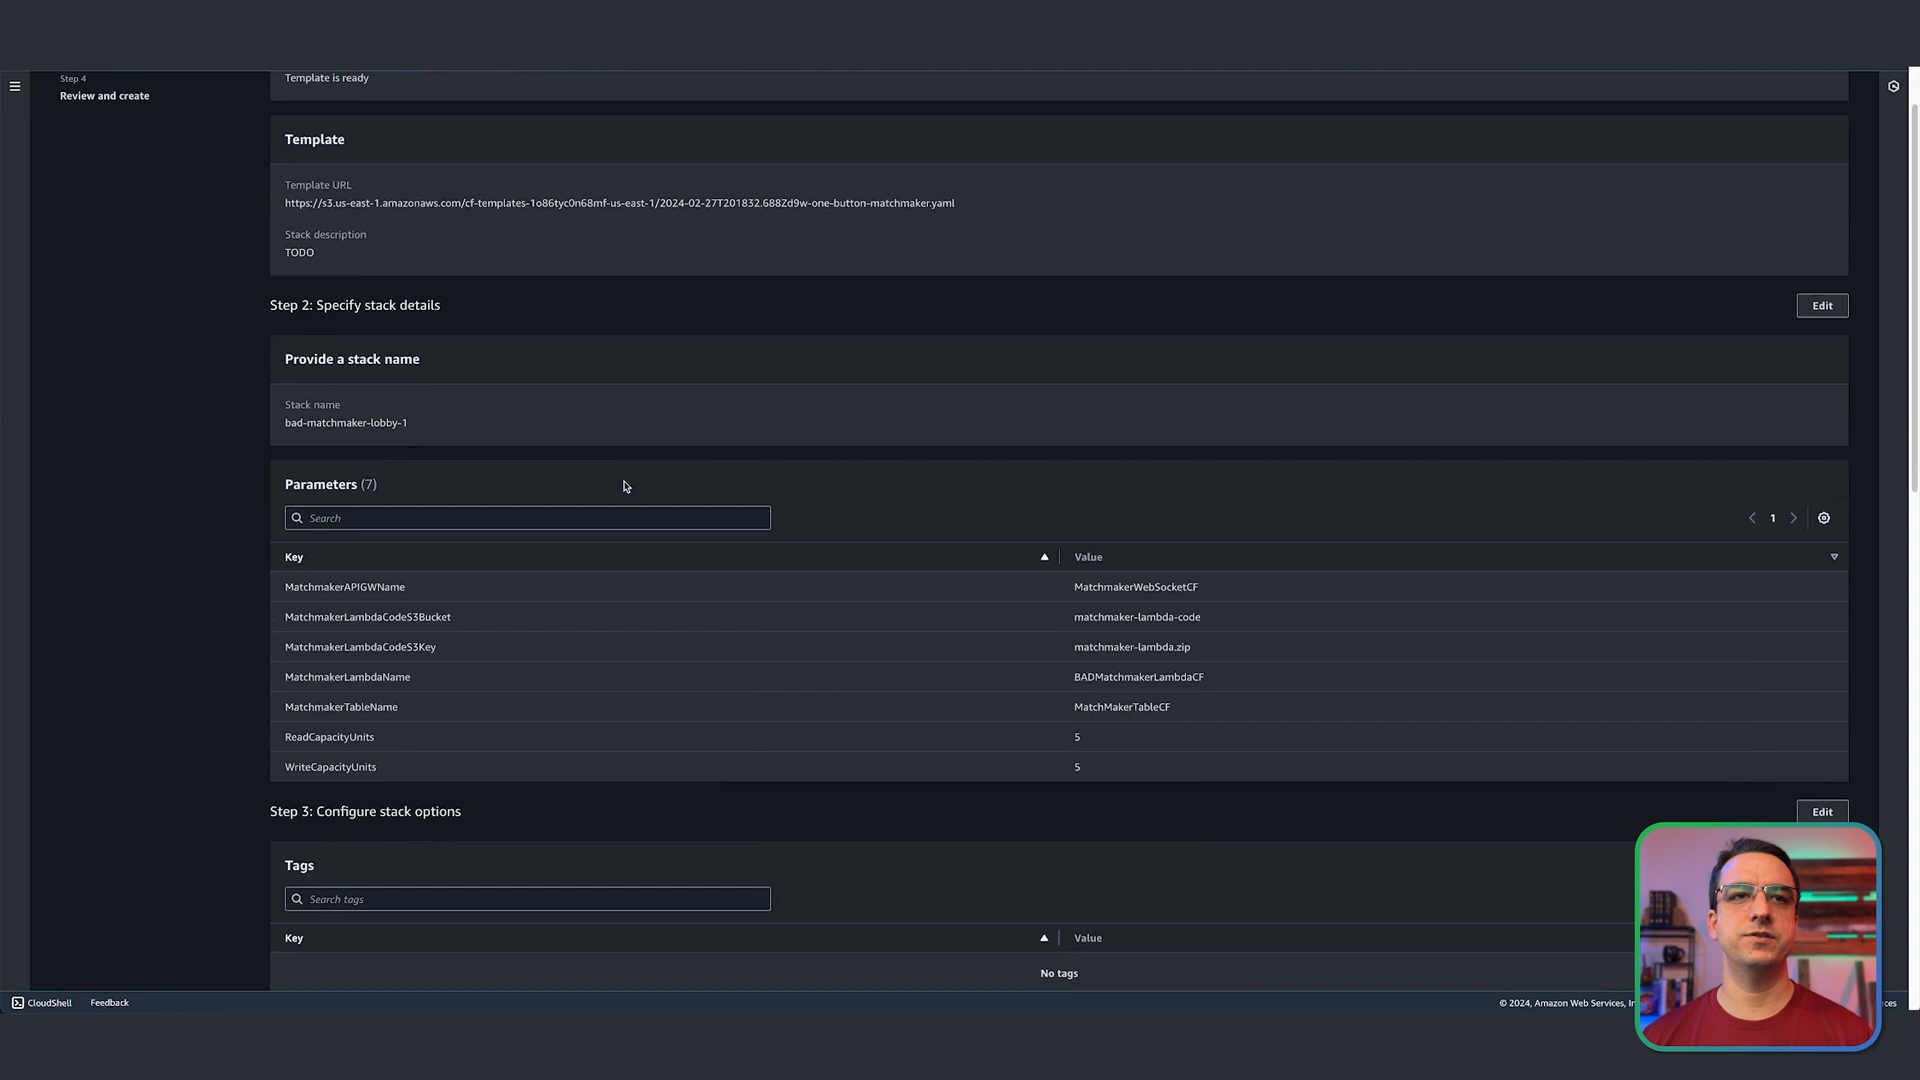 Step 4
Review and create
Template is ready
Template
Template URL
https://s3.us-east-1.amazonaws.com/cf-templates-1o86tyc0n68mf-us-east-1/2024-02-27T201832.688Zd9w-one-button-matchmaker.yaml
Stack description
TODO
Step 2: Specify stack details
Edit
Provide a stack name
Stack name
bad-matchmaker-lobby-1
Parameters (7)
Search
1
Key Value
MatchmakerAPIGWName MatchmakerWebSocketCF
MatchmakerLambdaCodeS3Bucket matchmaker-lambda-code
MatchmakerLambdaCodeS3Key matchmaker-lambda.zip
MatchmakerLambdaName BADMatchmakerLambdaCF
MatchmakerTableName MatchMakerTableCF
ReadCapacityUnits 5
WriteCapacityUnits 5
Step 3: Configure stack options
Edit
Tags
Search tags
Key Value
No tags
CloudShell Feedback © 2024, Amazon Web Services,